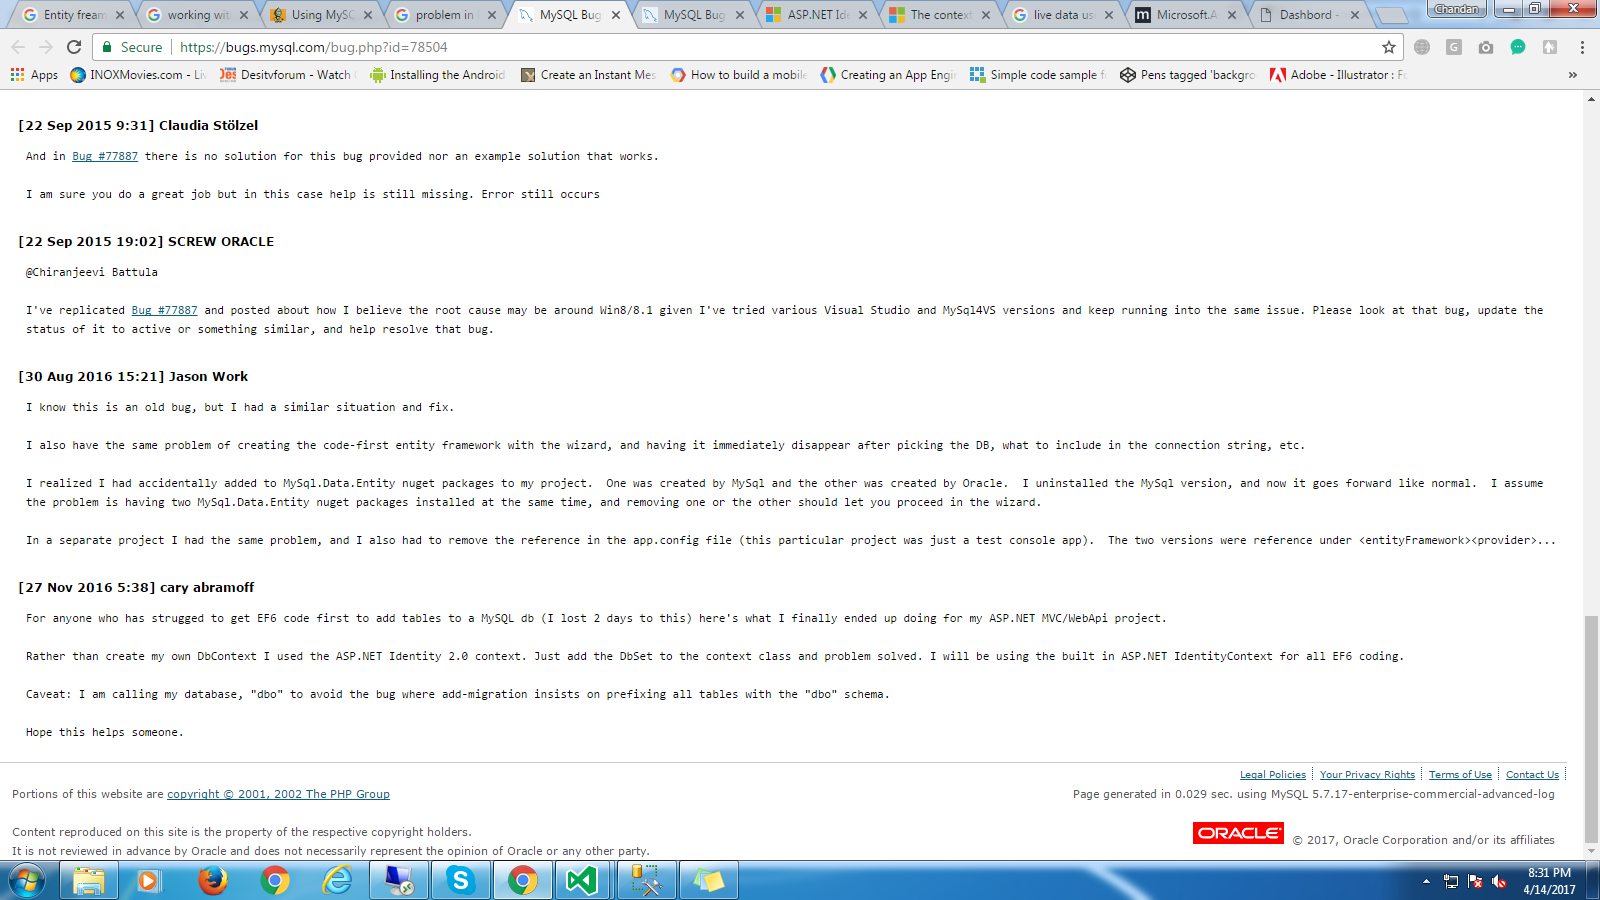 Entity fream
working wit
Using MySQ
problem in
MySQL Bug
MySQL Bug
ASP.NET Ide
The context
live data us
Microsoft.A
Dashbord -
Chandan
Secure
https://bugs.mysql.com/bug.php?id=78504
Apps
INOXMovies.com - Li
Desitvforum - Watch
Installing the Android
Create an Instant Mes
How to build a mobile
Creating an App Engi
Simple code sample f
Pens tagged 'backgro
Adobe - Illustrator : F
[22 Sep 2015 9:31] Claudia Stölzel
And in Bug #77887 there is no solution for this bug provided nor an example solution that works.
I am sure you do a great job but in this case help is still missing. Error still occurs
[22 Sep 2015 19:02] SCREW ORACLE
@Chiranjeevi Battula
I've replicated Bug #77887 and posted about how I believe the root cause may be around Win8/8.1 given I've tried various Visual Studio and MySql4VS versions and keep running into the same issue. Please look at that bug, update the
status of it to active or something similar, and help resolve that bug.
[30 Aug 2016 15:21] Jason Work
I know this is an old bug, but I had a similar situation and fix.
I also have the same problem of creating the code-first entity framework with the wizard, and having it immediately disappear after picking the DB, what to include in the connection string, etc.
I realized I had accidentally added to MySql.Data.Entity nuget packages to my project.  One was created by MySql and the other was created by Oracle.  I uninstalled the MySql version, and now it goes forward like normal.  I assume
the problem is having two MySql.Data.Entity nuget packages installed at the same time, and removing one or the other should let you proceed in the wizard.
In a separate project I had the same problem, and I also had to remove the reference in the app.config file (this particular project was just a test console app).  The two versions were reference under <entityFramework><provider>...
[27 Nov 2016 5:38] cary abramoff
For anyone who has strugged to get EF6 code first to add tables to a MySQL db (I lost 2 days to this) here's what I finally ended up doing for my ASP.NET MVC/WebApi project.
Rather than create my own DbContext I used the ASP.NET Identity 2.0 context. Just add the DbSet to the context class and problem solved. I will be using the built in ASP.NET IdentityContext for all EF6 coding.
Caveat: I am calling my database, "dbo" to avoid the bug where add-migration insists on prefixing all tables with the "dbo" schema.
Hope this helps someone.
Legal Policies
Your Privacy Rights
Terms of Use
Contact Us
Portions of this website are copyright © 2001, 2002 The PHP Group
Page generated in 0.029 sec. using MySQL 5.7.17-enterprise-commercial-advanced-log
Content reproduced on this site is the property of the respective copyright holders.
It is not reviewed in advance by Oracle and does not necessarily represent the opinion of Oracle or any other party.
ORACLE
© 2017, Oracle Corporation and/or its affiliates
8:31 PM
4/14/2017